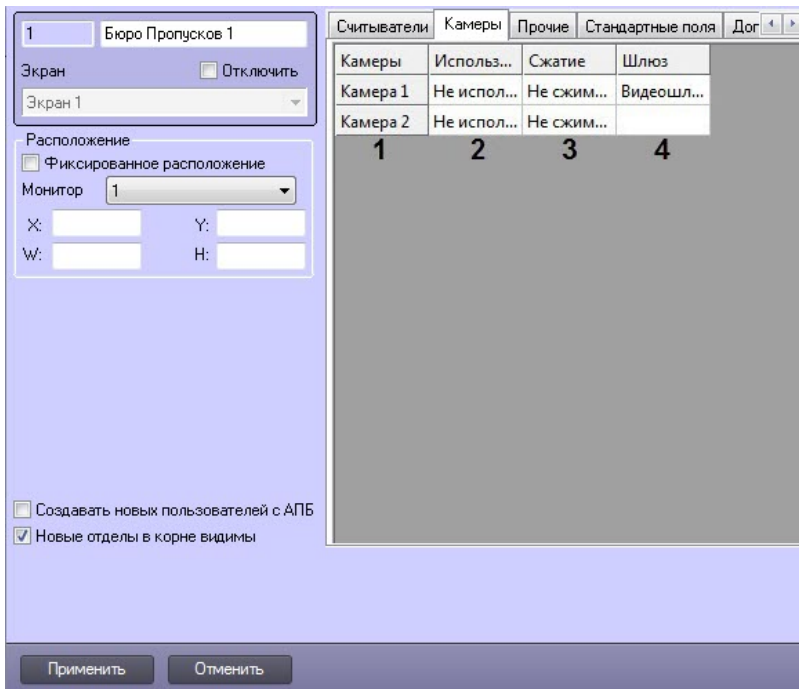 1 Бюро Пропусков 1
Экран Отключить
Экран 1
Расположение
Фиксированное расположение
Монитор 1
X: Y:
W: H:
Создавать новых пользователей с АПБ
Новые отделы в корне видимы
Считыватели Камеры Прочие Стандартные поля Дог
Камеры Использ... Сжатие Шлюз
Камера 1 Не испол... Не сжим... Видеошл...
Камера 2 Не испол... Не сжим...
1 2 3 4
Применить Отменить